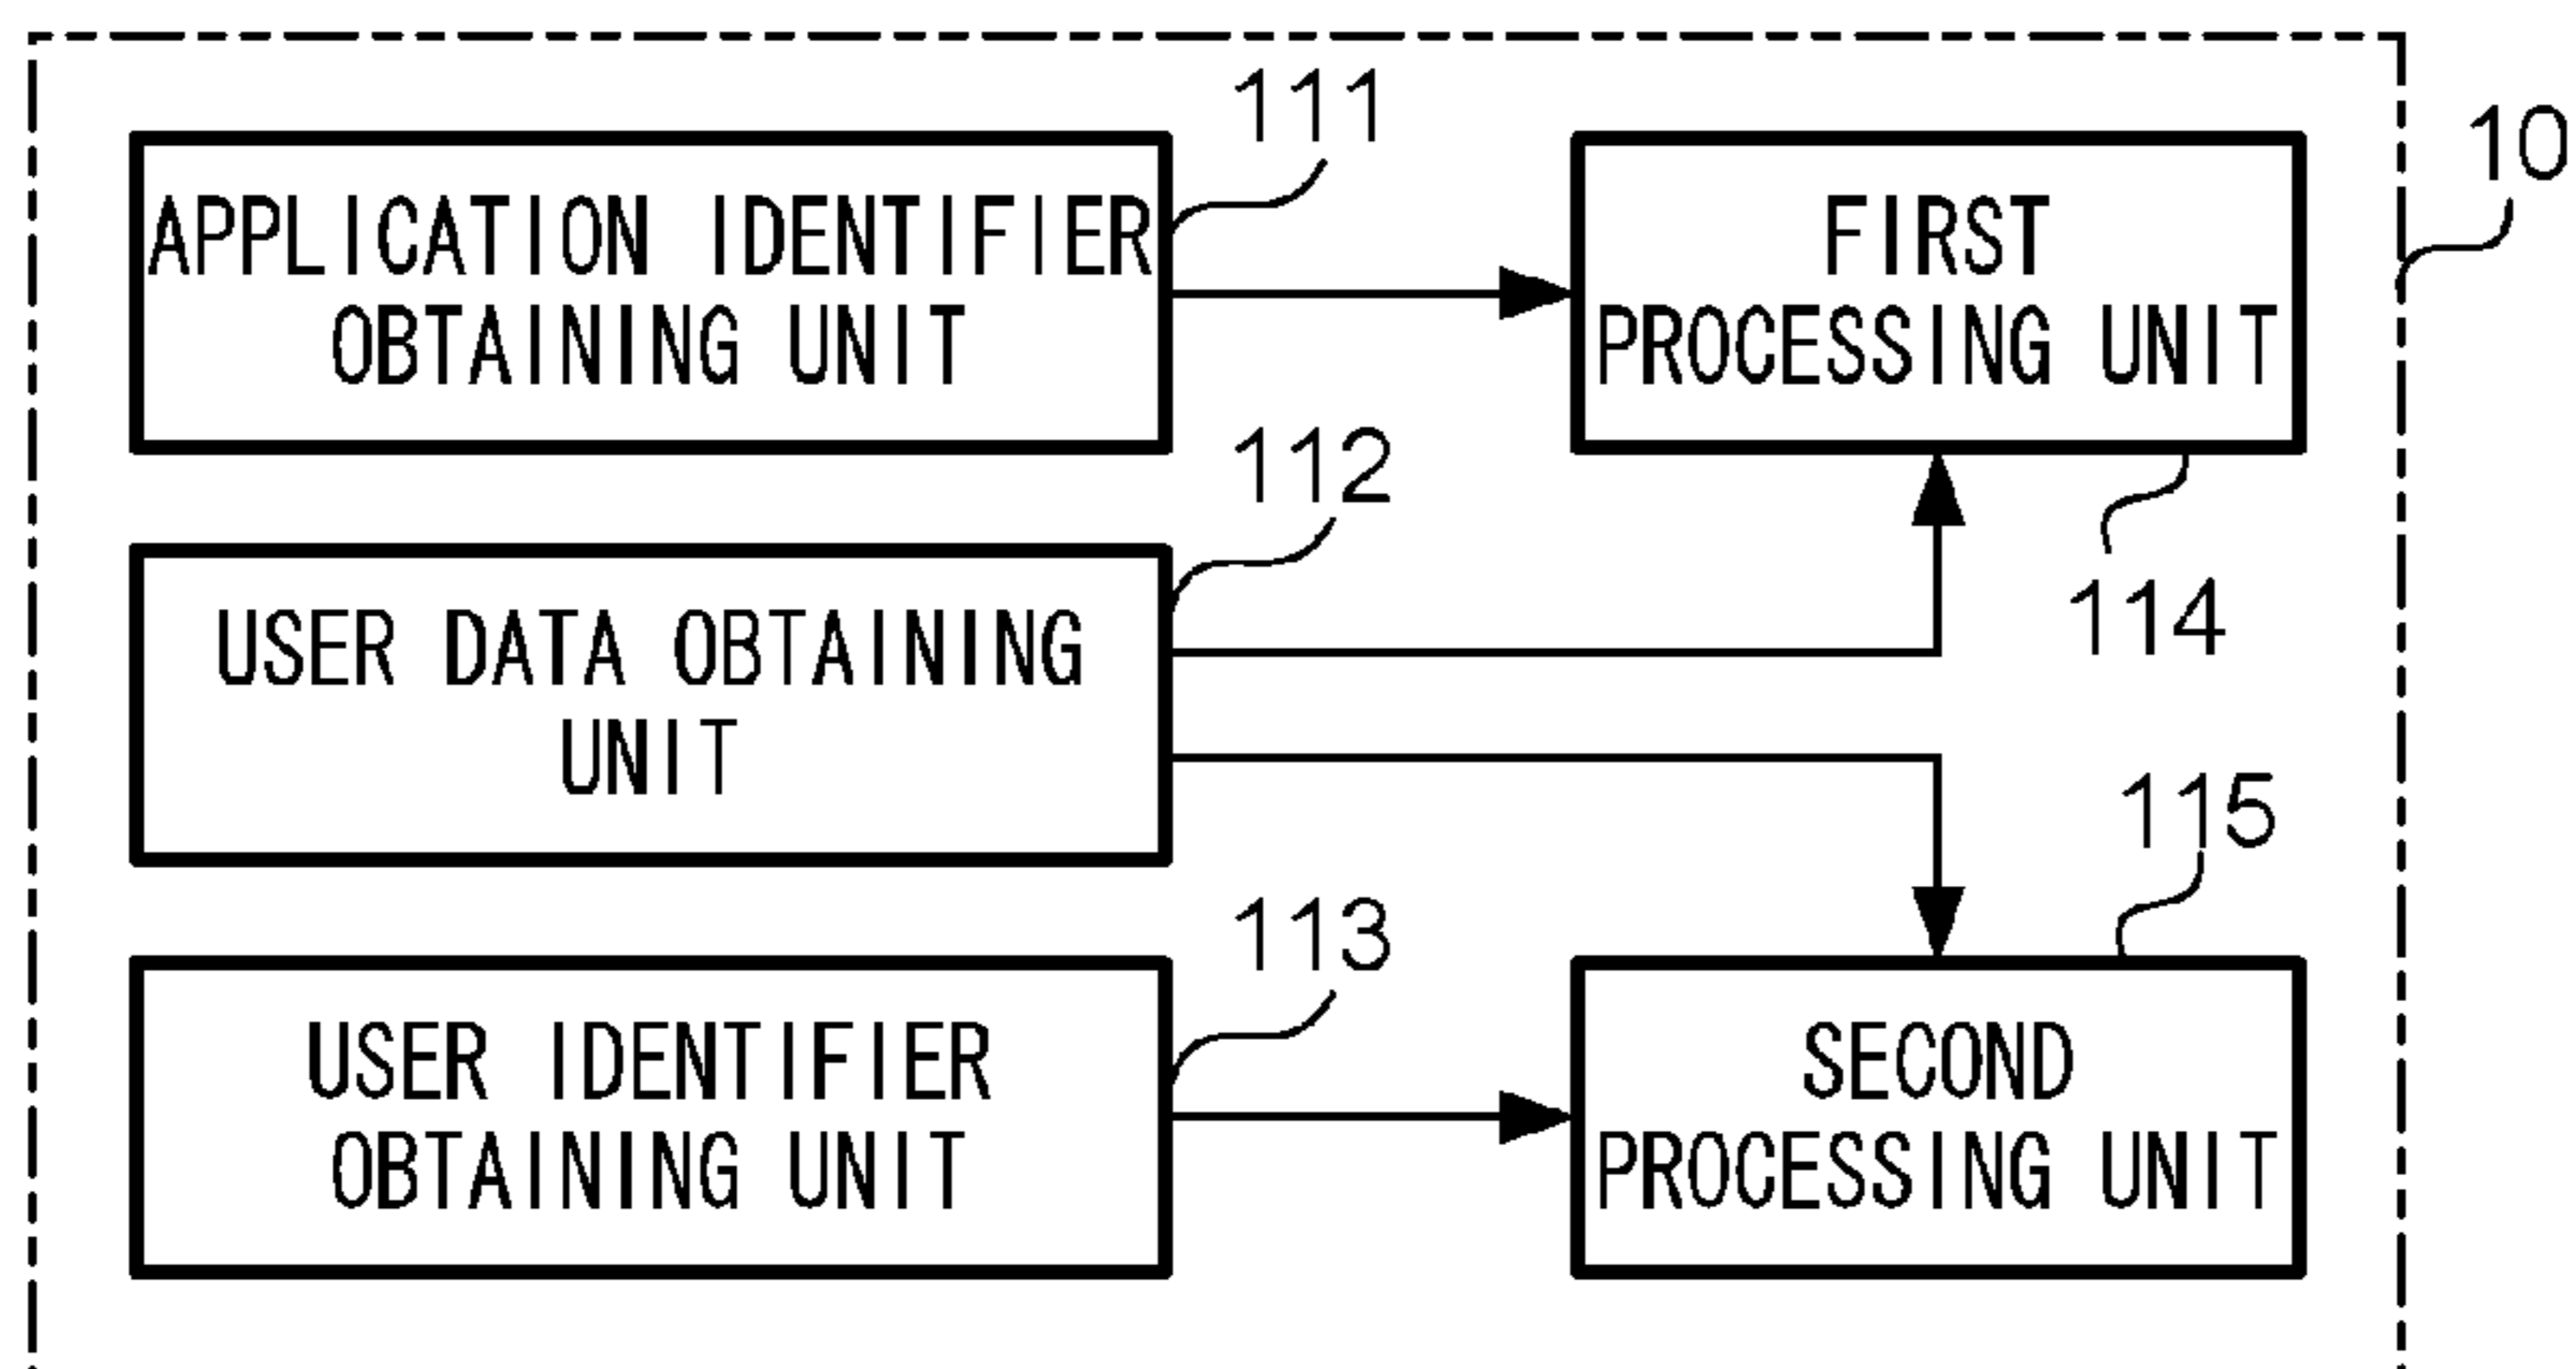 111
10
APPLICATION IDENTIFIER
OBTAINING UNIT
FIRST
PROCESSING UNIT
112
114
USER DATA OBTAINING
UNIT
115
113
USER IDENTIFIER
OBTAINING UNIT
SECOND
PROCESSING UNIT